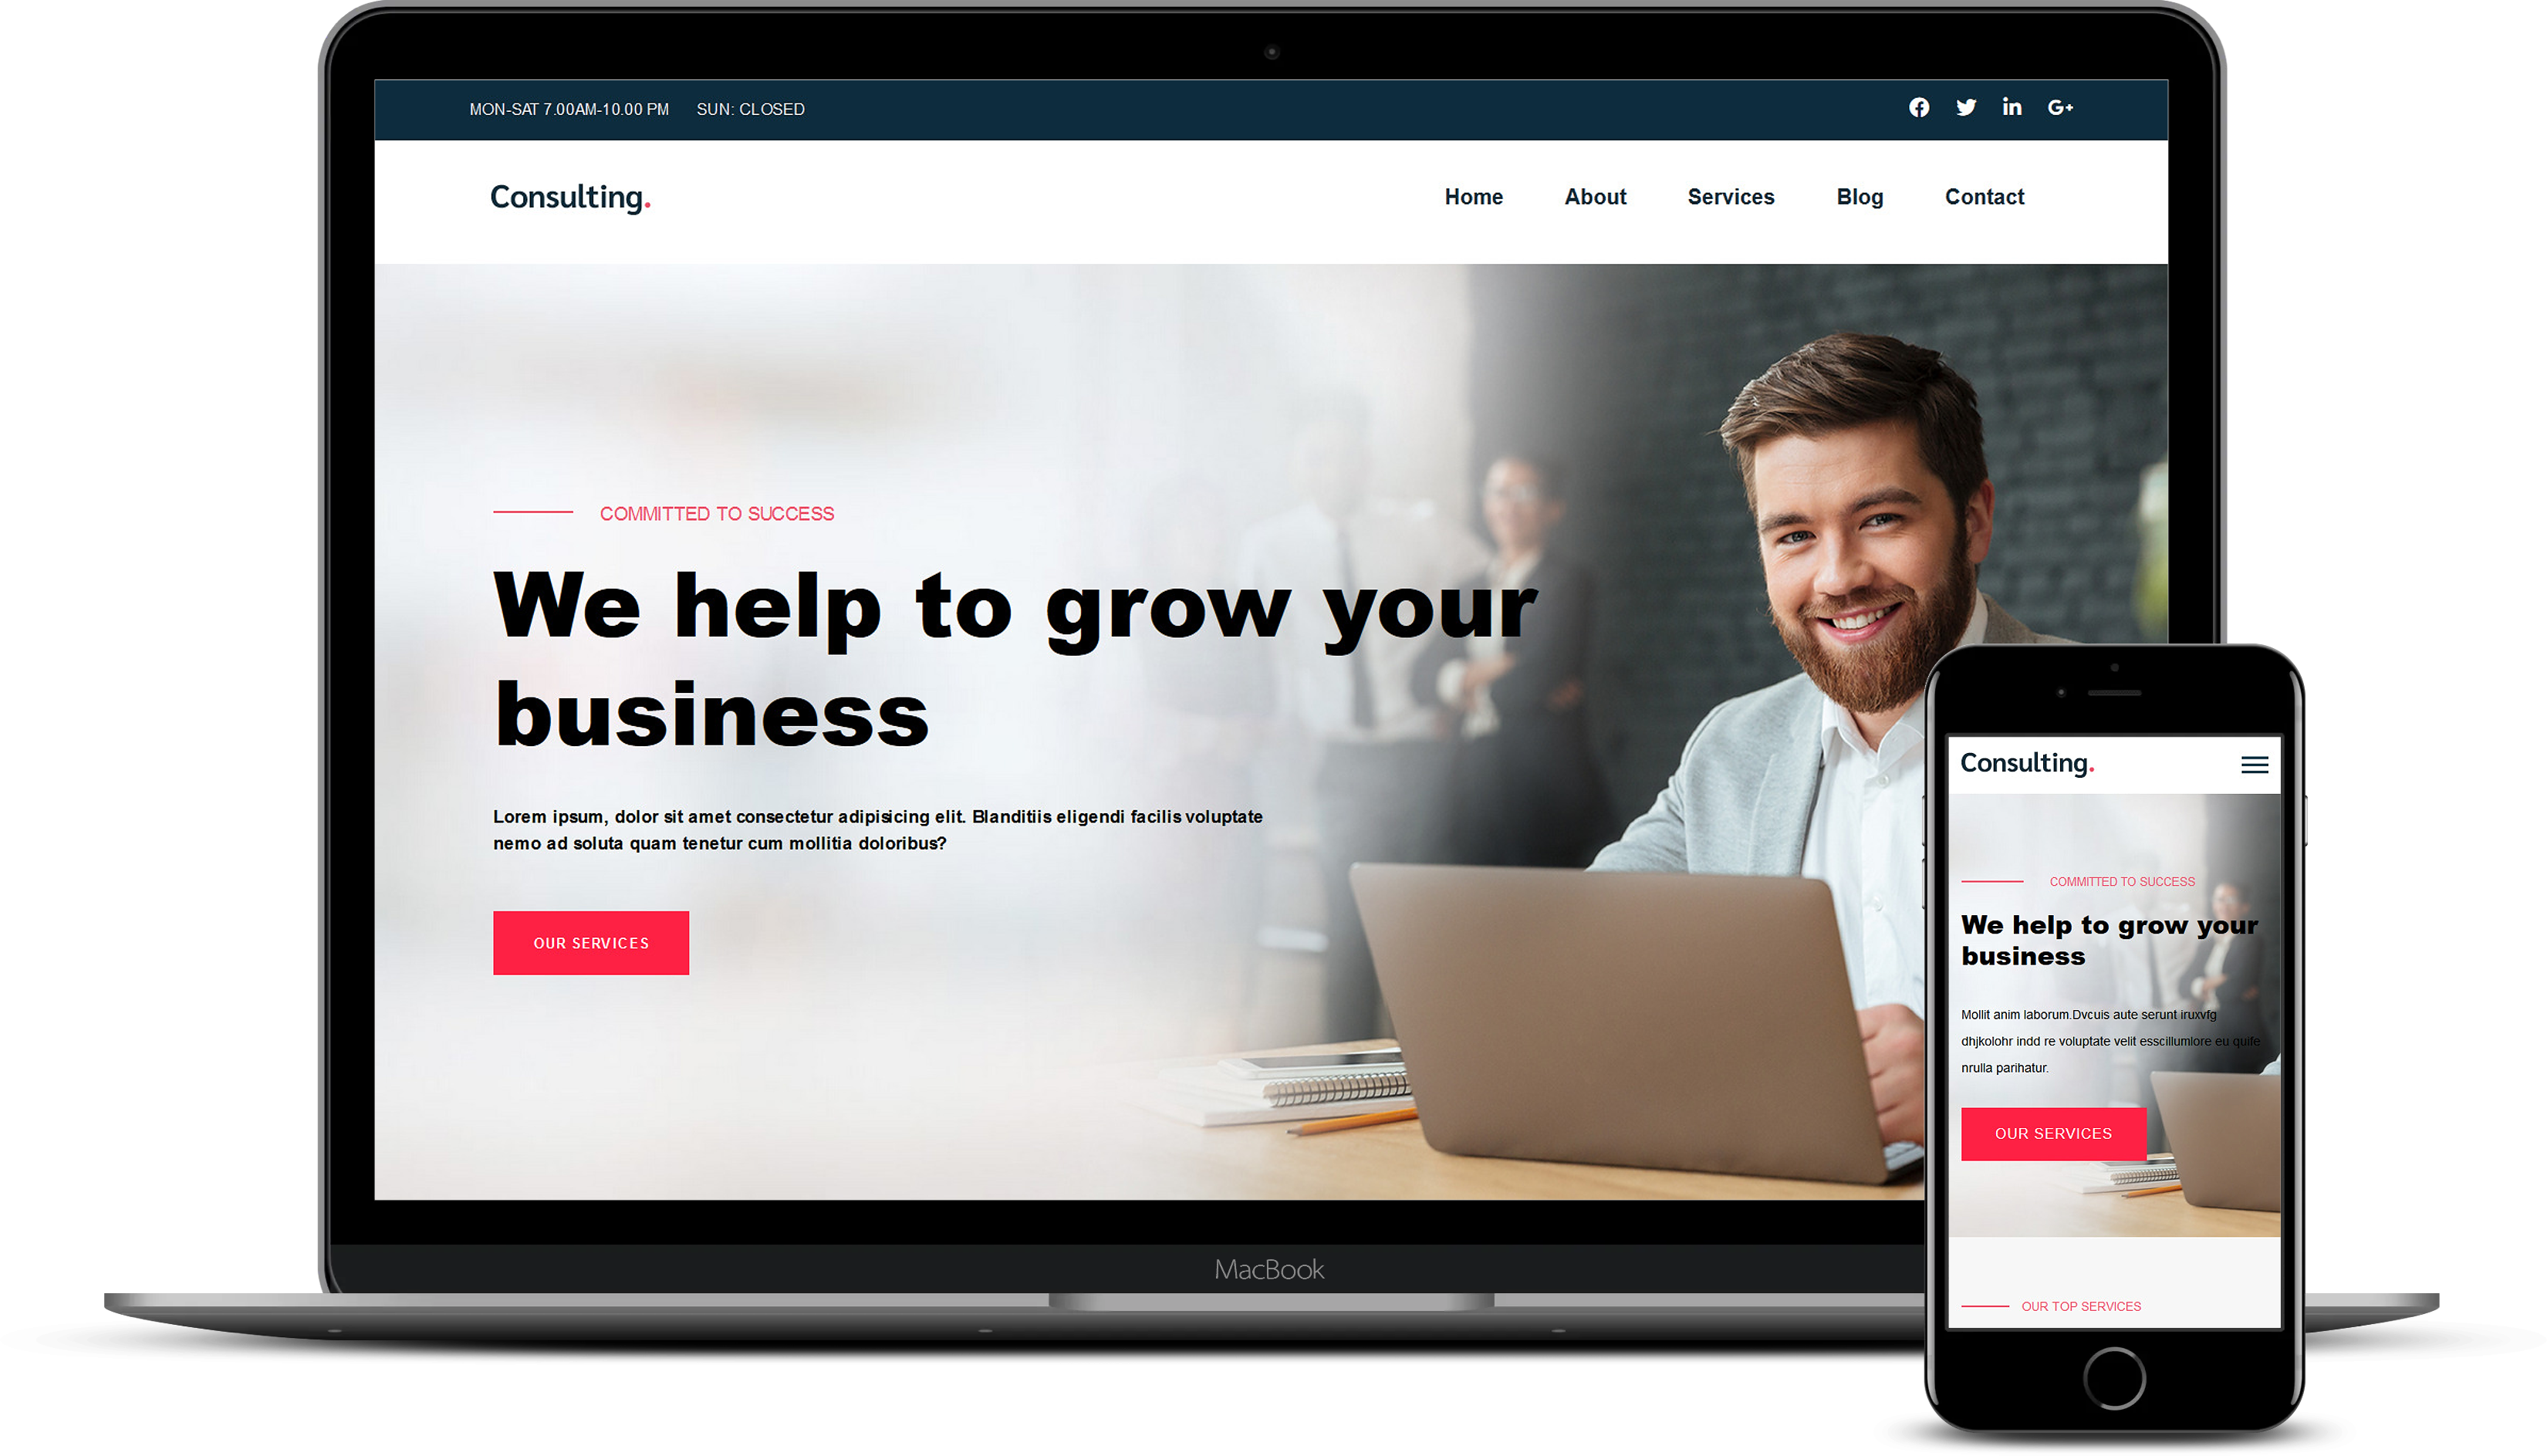 MON-SAT 7.00AM-10.00 PM SUN: CLOSED
G+
Consulting.
Home About Services Blog Contact
COMMITTED TO SUCCESS
We help to grow your
business
Lorem ipsum, dolor sit amet consectetur adipisicing elit. Blanditiis eligendi facilis voluptate
nemo ad soluta quam tenetur cum mollitia doloribus?
OUR SERVICES
MacBook
Consulting.
COMMITTED TO SUCCESS
We help to grow your
business
Mollit anim laborum.Dvcuis aute serunt iruxvfg
dhjkolohr indd re voluptate velit esscillumlore eu quife
nrulla parihatur.
OUR SERVICES
OUR TOP SERVICES